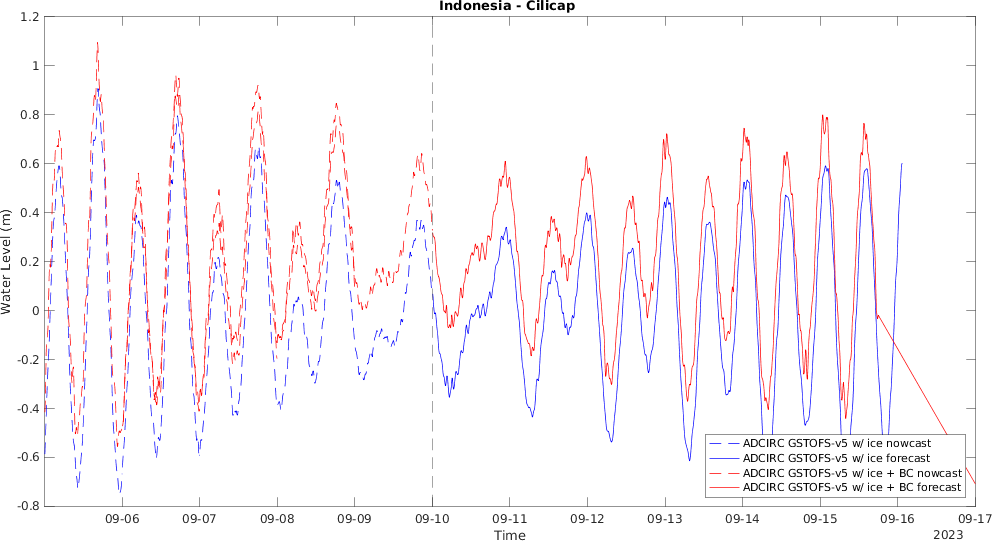 Indonesia - Cilicap
Water Level (m)
1.2
1
0.8
0.6
0.4
0.2
0
-0.2
-0.4
-0.6
-0.8
ADCIRC GSTOFS-v5 w/ ice nowcast
ADCIRC GSTOFS-v5 w/ ice forecast
ADCIRC GSTOFS-v5 w/ ice + BC nowcast
ADCIRC GSTOFS-v5 w/ ice + BC forecast
09-06 09-07 09-08 09-09 09-10 09-11 09-12 09-13 09-14 09-15 09-16 09-17
Time
2023